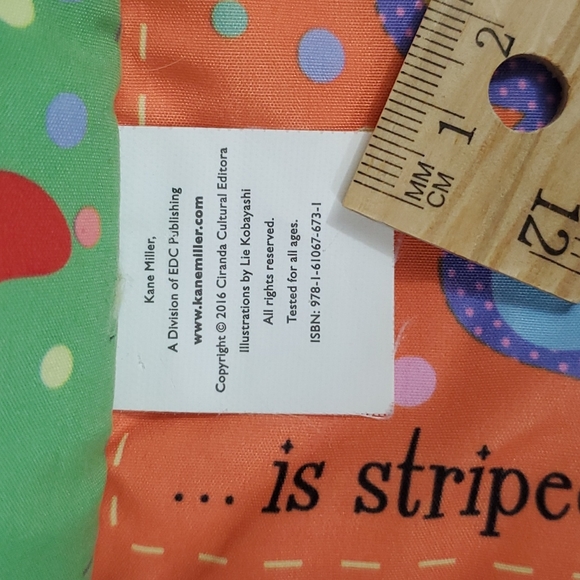 Kane Miller,
A Division of EDC Publishing
www.kanemiller.com
Copyright © 2016 Ciranda Cultural Editora
Illustrations by Lie Kobayashi
All rights reserved.
Tested for all ages.
ISBN: 978-1-61067-673-1
... is stripe
MM
CM
1
2
12